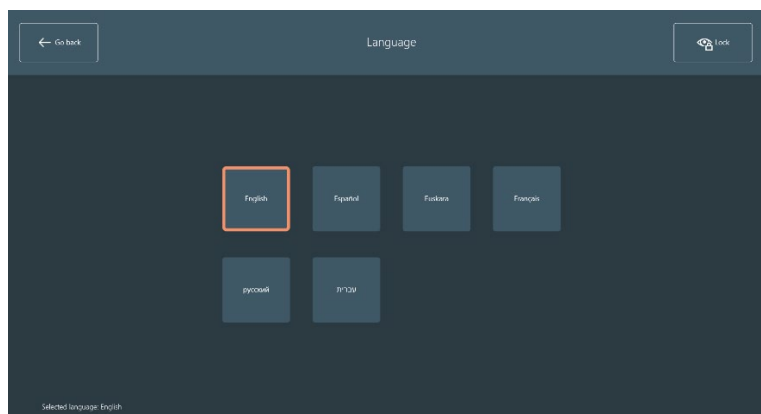 Go back
Language
Lock
English
Español
Euskara
Français
русский
עברית
Selected language: English